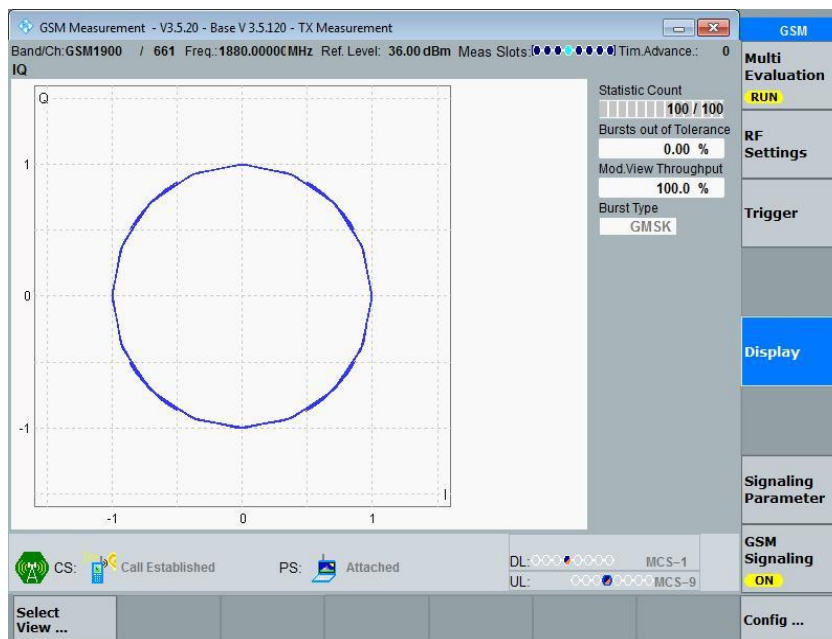 GSM Measurement - V3.5.20 - Base V 3.5.120 - TX Measurement
GSM
Band/Ch: GSM1900 / 661 Freq.: 1880.0000 MHz Ref. Level: 36.00 dBm Meas Slots: Tim.Advance.: 0
IQ
Multi
Evaluation
RUN
Q
Statistic Count
100 / 100
Bursts out of Tolerance
0.00 %
Mod.View Throughput
100.0 %
Burst Type
GMSK
RF
Settings
Trigger
1
0
-1
I
-1 0 1
Display
Signaling
Parameter
GSM
Signaling
ON
CS: Call Established PS: Attached
DL: MCS-1
UL: MCS-9
Select
View ...
Config ...